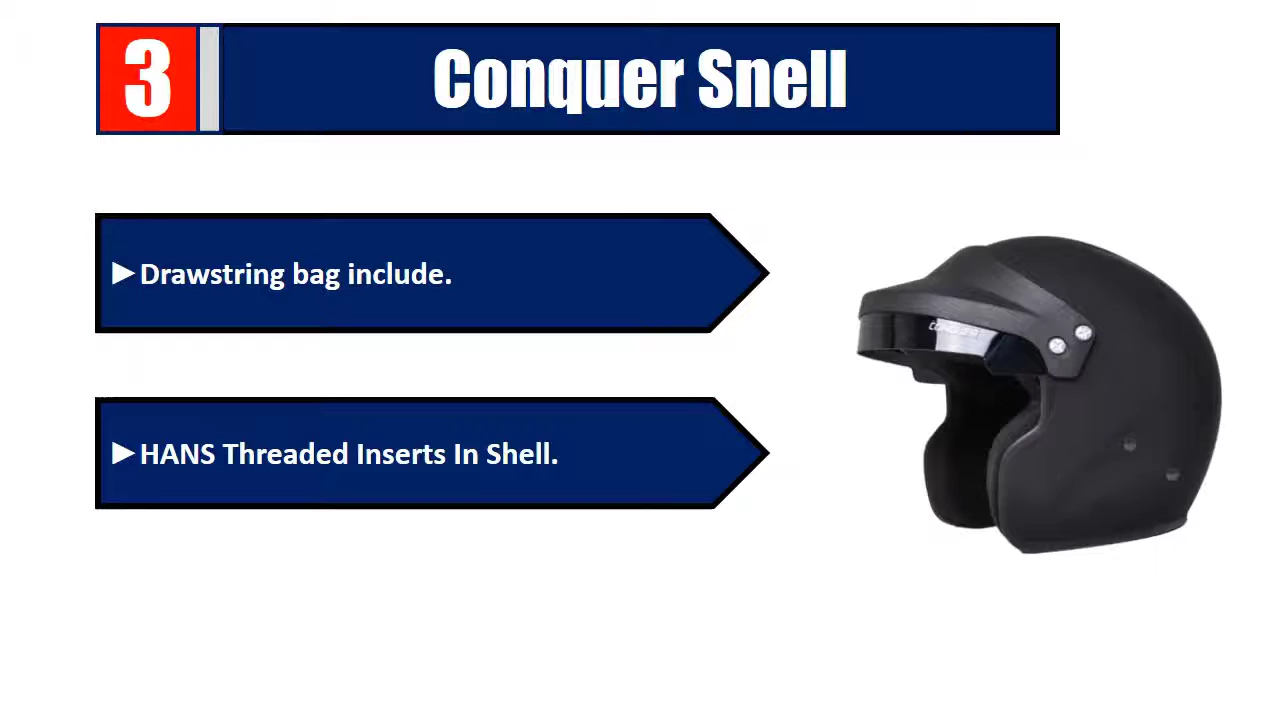 3
Conquer Snell
►Drawstring bag include.
►HANS Threaded Inserts In Shell.